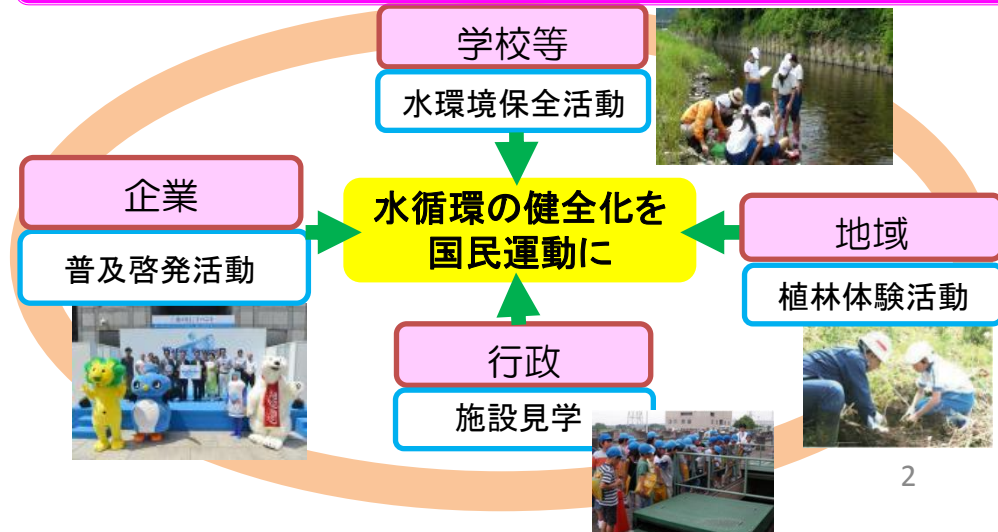 学校等
水環境保全活動
企業
普及啓発活動
水循環の健全化を
国民運動に
地域
植林体験活動
行政
施設見学
Coca-Cola
2